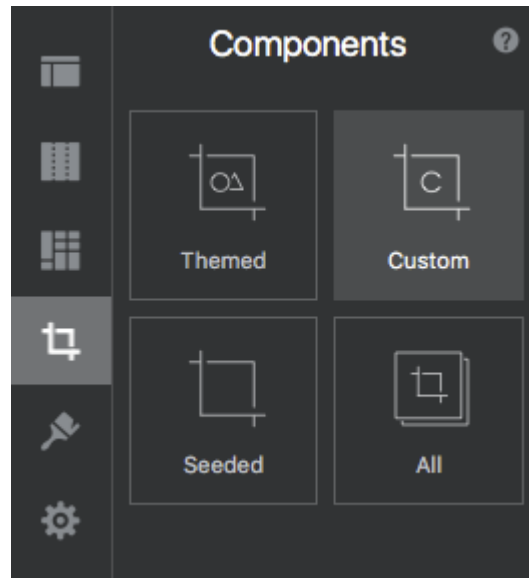 Components ?
C
Themed
Custom
Seeded
All